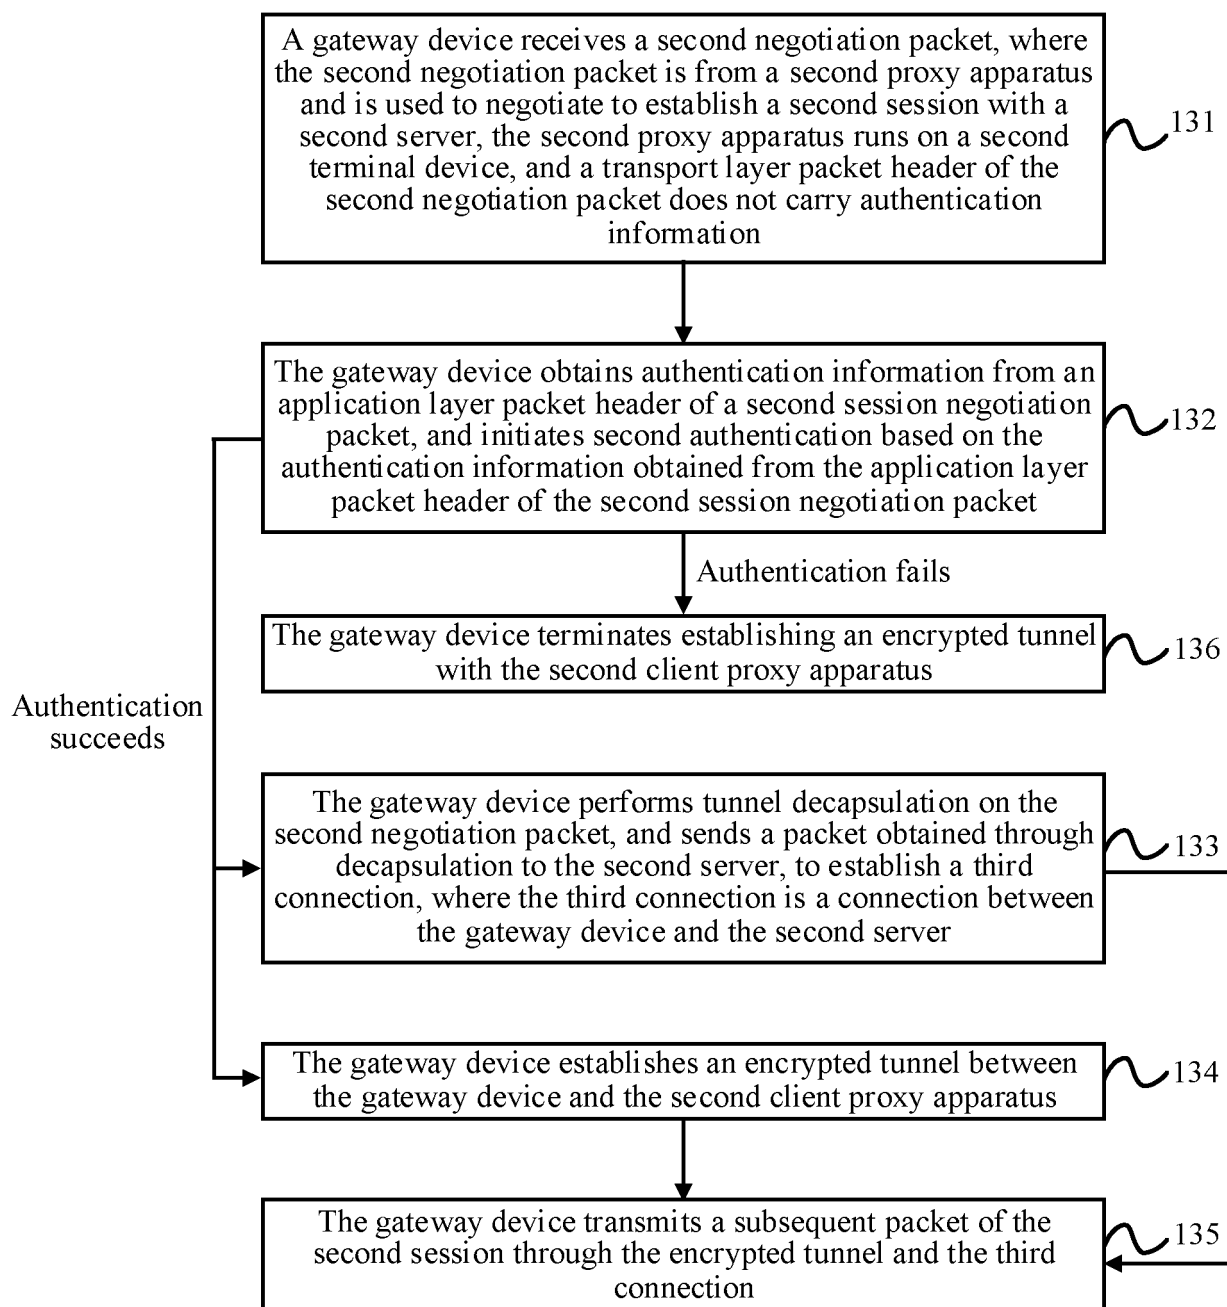 A gateway device receives a second negotiation packet, where
the second negotiation packet is from a second proxy apparatus
and is used to negotiate to establish a second session with a
second server, the second proxy apparatus runs on a second
terminal device, and a transport layer packet header of the
second negotiation packet does not carry authentication
information
131
The gateway device obtains authentication information from an
application layer packet header of a second session negotiation
packet, and initiates second authentication based on the
authentication information obtained from the application layer
packet header of the second session negotiation packet
132
Authentication fails
The gateway device terminates establishing an encrypted tunnel
with the second client proxy apparatus
136
Authentication
succeeds
The gateway device performs tunnel decapsulation on the
second negotiation packet, and sends a packet obtained through
decapsulation to the second server, to establish a third
connection, where the third connection is a connection between
the gateway device and the second server
133
The gateway device establishes an encrypted tunnel between
the gateway device and the second client proxy apparatus
134
The gateway device transmits a subsequent packet of the
second session through the encrypted tunnel and the third
connection
135